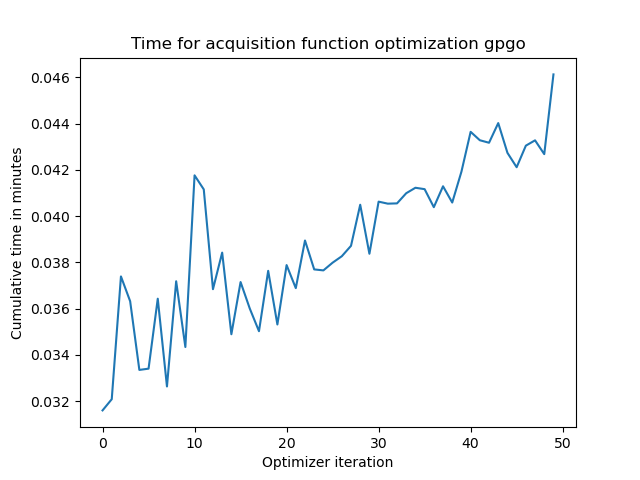 Time for acquisition function optimization gpgo
Cumulative time in minutes
0.046
0.044
0.042
0.040
0.038
0.036
0.034
0.032
0 10 20 30 40 50
Optimizer iteration